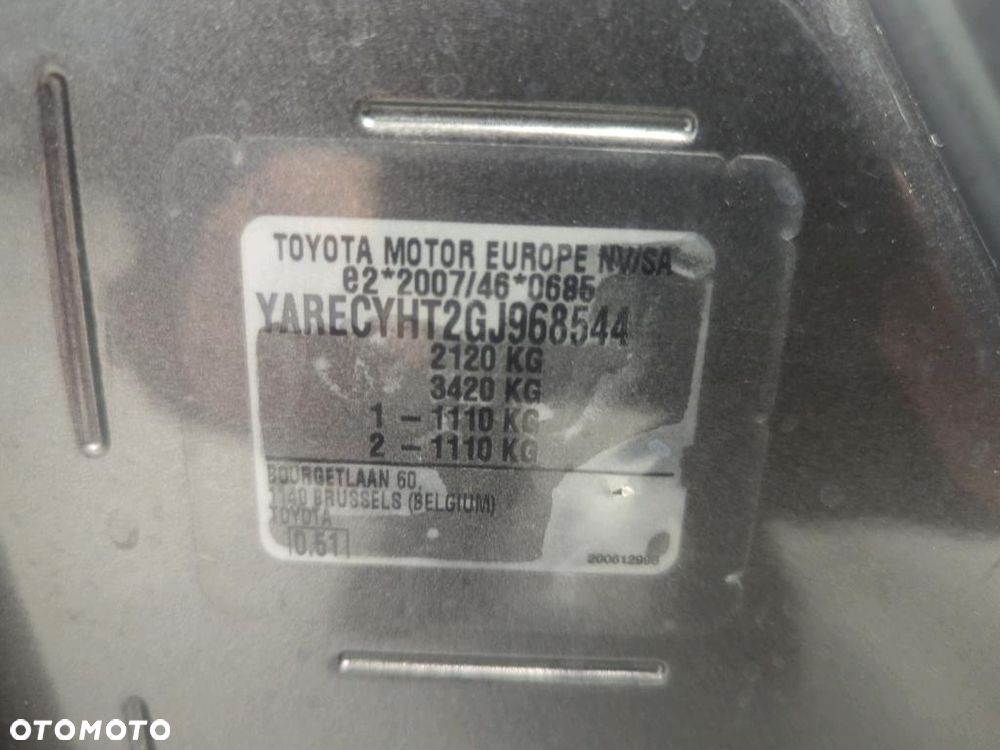 TOYOTA MOTOR EUROPE NV/SA
e2*2007/46*0685
YARECYHT2GJ968544
2120 KG
3420 KG
1 - 1110 KG
2 - 1110 KG
BOURGETLAAN 60,
1140 BRUSSELS (BELGIUM)
TOYOTA
0.51
OTOMOTO